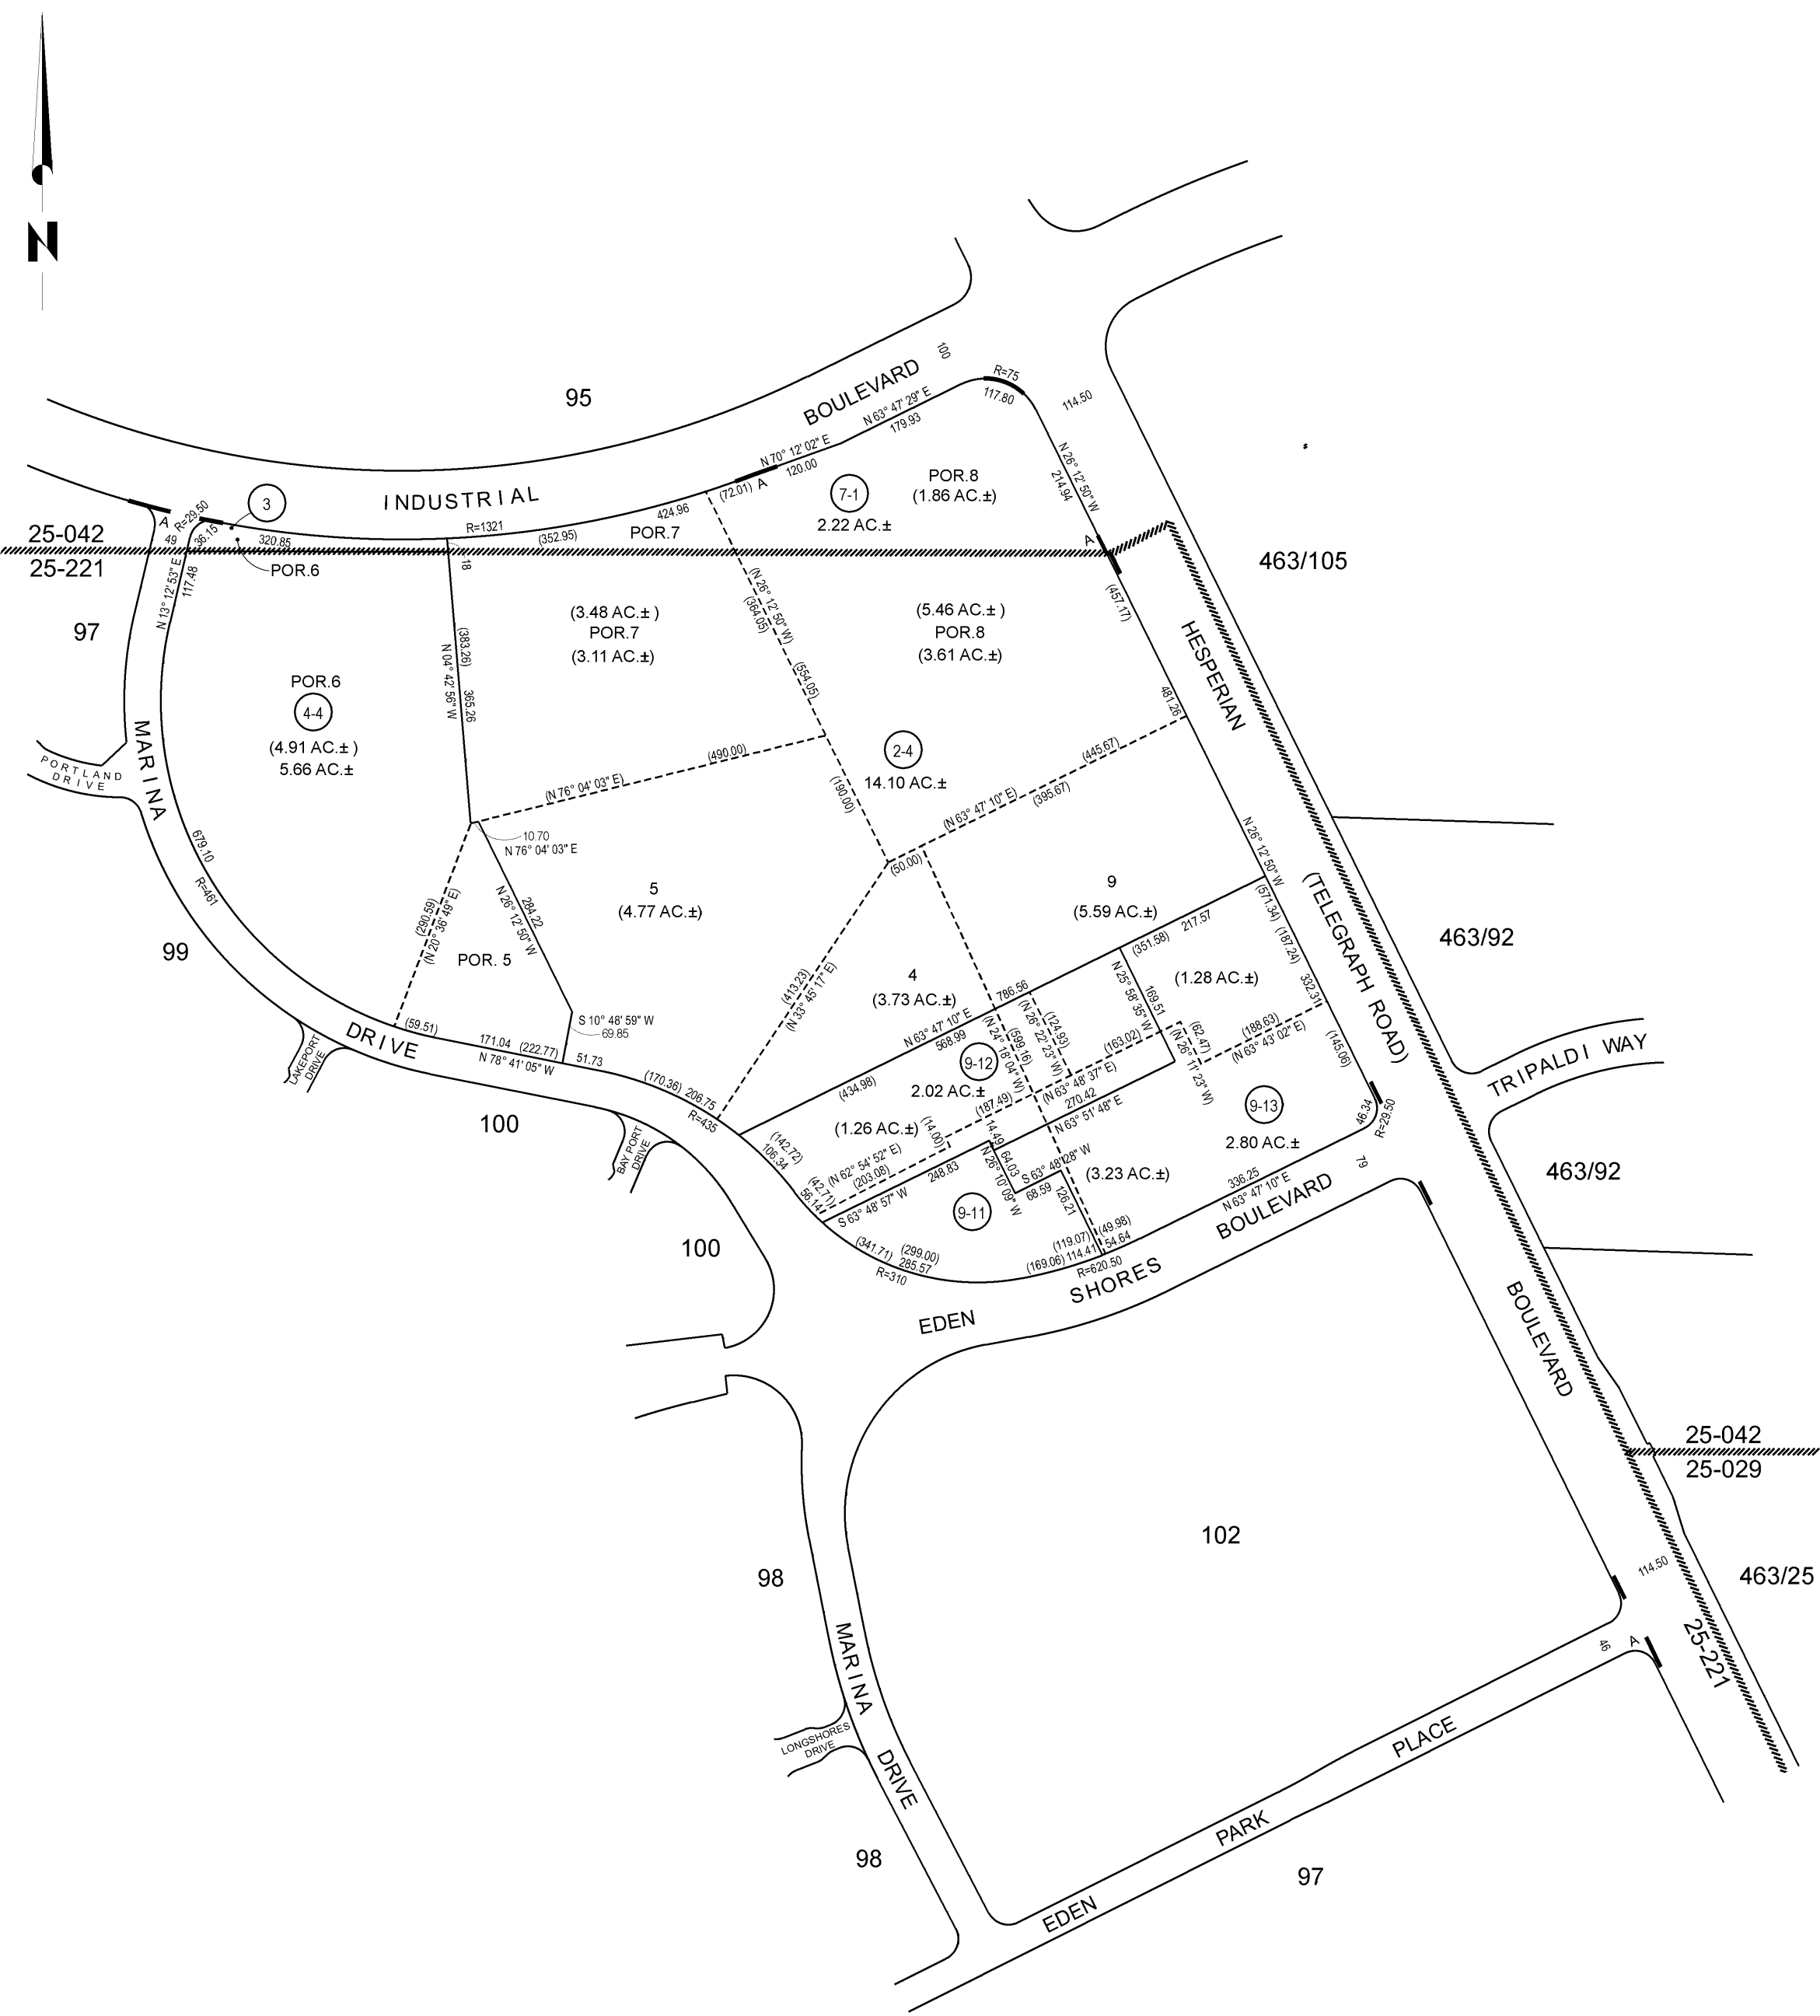 N
95
BOULEVARD
100
R=75
117.80
114.50
N 63° 47' 29" E
179.93
N 70° 12' 02" E
120.00
(72.01)
A
7-1
2.22 AC.±
POR.8
(1.86 AC.±)
N 26° 12' 50" W
214.94
A
INDUSTRIAL
3
R=29.50
A
49
36.15
320.85
R=1321
424.96
(352.95)
POR.7
25-042
25-221
POR.6
18
463/105
N 13° 12' 53" E
117.48
97
(3.48 AC.± )
POR.7
(3.11 AC.±)
(N 26° 12' 50" W)
(364.05)
(5.46 AC.± )
POR.8
(3.61 AC.±)
(457.17)
HESPERIAN
(383.26)
N 04° 42' 56" W
365.26
POR.6
4-4
(4.91 AC.± )
5.66 AC.±
(554.05)
481.26
MARINA
PORTLAND
DRIVE
(N 76° 04' 03" E)
(490.00)
2-4
14.10 AC.±
(190.00)
(445.67)
(N 63° 47' 10" E)
(395.67)
10.70
N 76° 04' 03" E
679.10
R=461
(50.00)
N 26° 12' 50" W
5
(4.77 AC.±)
9
(5.59 AC.±)
(290.59)
(N 20° 36' 49" E)
284.22
N 26° 12' 50" W
(TELEGRAPH ROAD)
(571.34)
(187.24)
332.31
(145.06)
463/92
99
POR. 5
217.57
(351.58)
(413.23)
(N 33° 45' 17" E)
4
(3.73 AC.±)
786.56
N 63° 47' 10" E
568.99
N 25° 58' 35" W
169.51
(1.28 AC.±)
(59.51)
171.04
(222.77)
N 78° 41' 05" W
51.73
S 10° 48' 59" W
69.85
DRIVE
LAKEPORT
DRIVE
(N 24° 18' 04" W)
(599.16)
(N 26° 22' 23" W)
(124.93)
(163.02)
(62.47)
(N 26° 11' 23" W)
(188.63)
(N 63° 43' 02" E)
TRIPALDI WAY
9-12
2.02 AC.±
(434.98)
(170.36)
206.75
R=435
(N 63° 48' 37" E)
270.42
N 63° 51' 48" E
9-13
2.80 AC.±
46.34
R=29.50
100
BAY PORT
DRIVE
(142.72)
106.34
(1.26 AC.±)
(187.49)
(14.00)
14.49
64.03
N 26° 10' 09" W
S 63° 48' 28" W
68.59
126.21
(3.23 AC.±)
336.25
N 63° 47' 10" E
79
463/92
(42.71)
56.14
(N 62° 54' 52" E)
(203.08)
S 63° 48' 57" W
248.83
9-11
BOULEVARD
100
(341.71)
(299.00)
285.57
R=310
(119.07)
(49.98)
(169.06)
114.41
54.64
R=620.50
SHORES
EDEN
BOULEVARD
25-042
25-029
102
98
114.50
463/25
25-221
46
A
MARINA
LONGSHORES
DRIVE
DRIVE
PLACE
PARK
EDEN
98
97